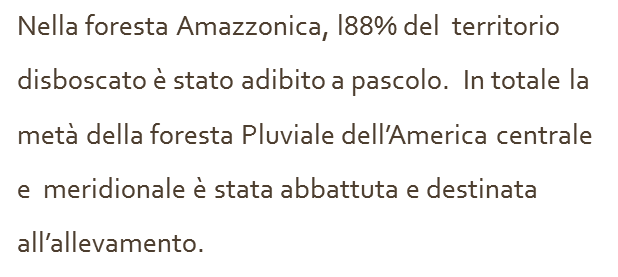 Nella foresta Amazzonica, l88% del  territorio
disboscato è stato adibito a pascolo.  In totale la
metà della foresta Pluviale dell’America centrale
e  meridionale è stata abbattuta e destinata
all’allevamento.